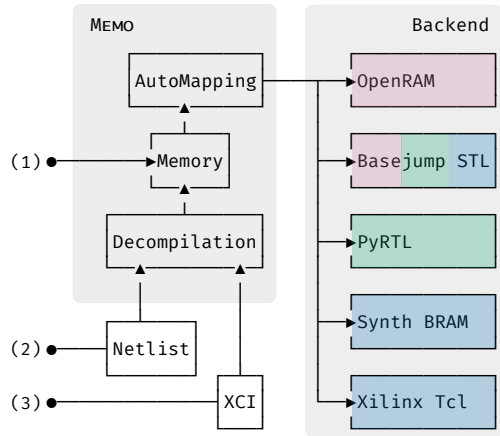 Memo
Backend
AutoMapping
OpenRAM
(1)
Memory
Basejump STL
Decompilation
PyRTL
(2)
Netlist
Synth BRAM
(3)
XCI
Xilinx Tcl